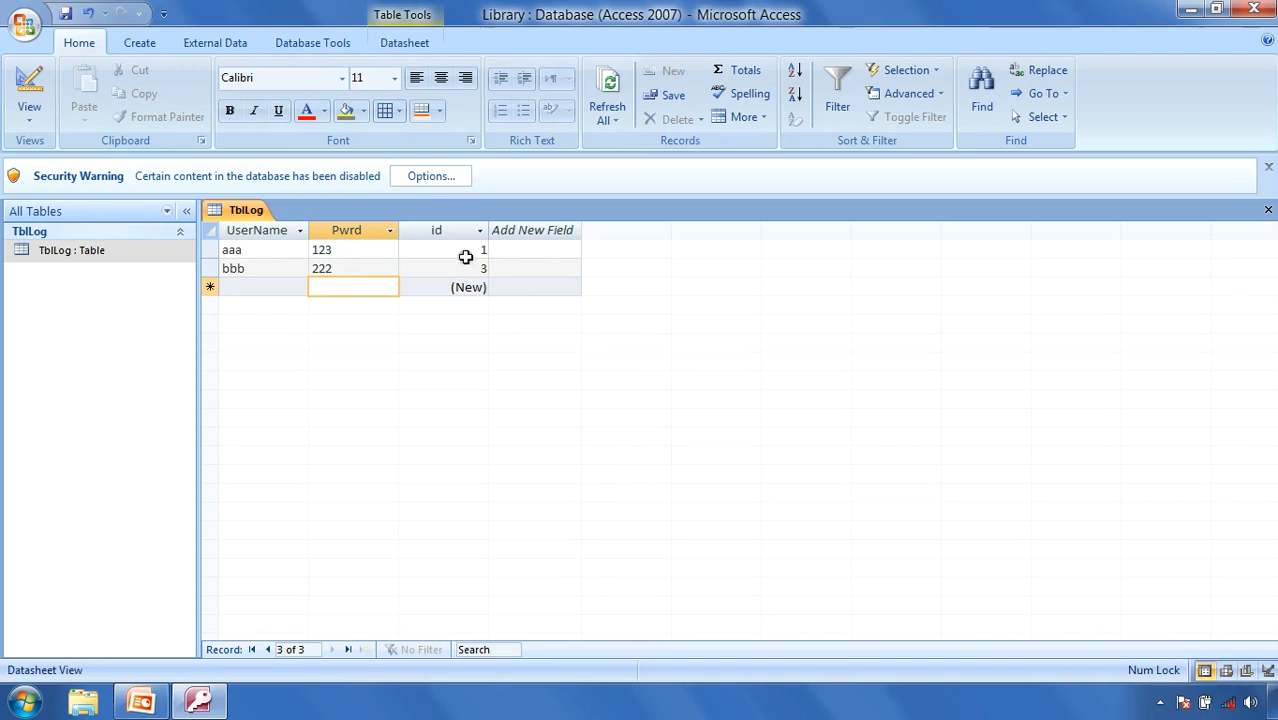 Table Tools
Library : Database (Access 2007) - Microsoft Access
Home Create External Data Database Tools Datasheet
View
Views
Paste
Cut
Copy
Format Painter
Clipboard
Calibri 11
B I U A
Font
Rich Text
Refresh All
New
Save
Delete
Totals
Spelling
More
Records
Filter
Selection
Advanced
Toggle Filter
Sort & Filter
Find
Replace
Go To
Select
Find
Security Warning Certain content in the database has been disabled Options...
All Tables
TblLog
TblLog : Table
TblLog
UserName Pwrd id Add New Field
aaa 123 1
bbb 222 3
(New)
Record: 3 of 3 No Filter Search
Datasheet View
Num Lock